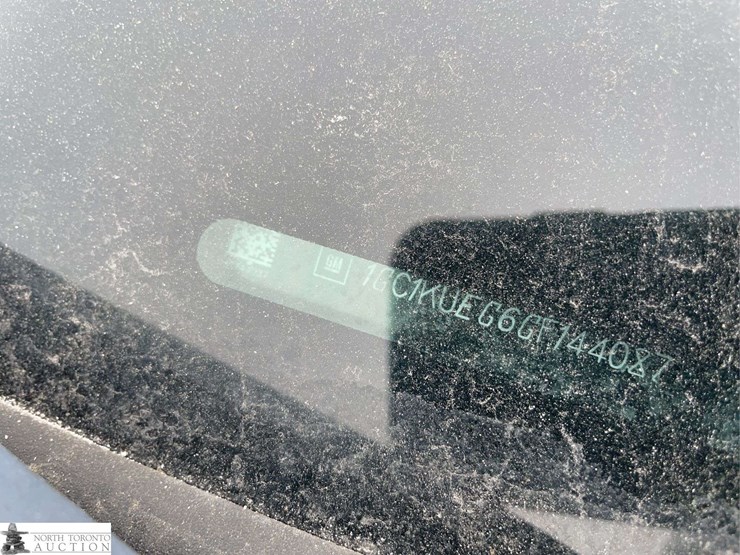 GM
1GC1KUEG6GF144087
NORTH TORONTO
AUCTION